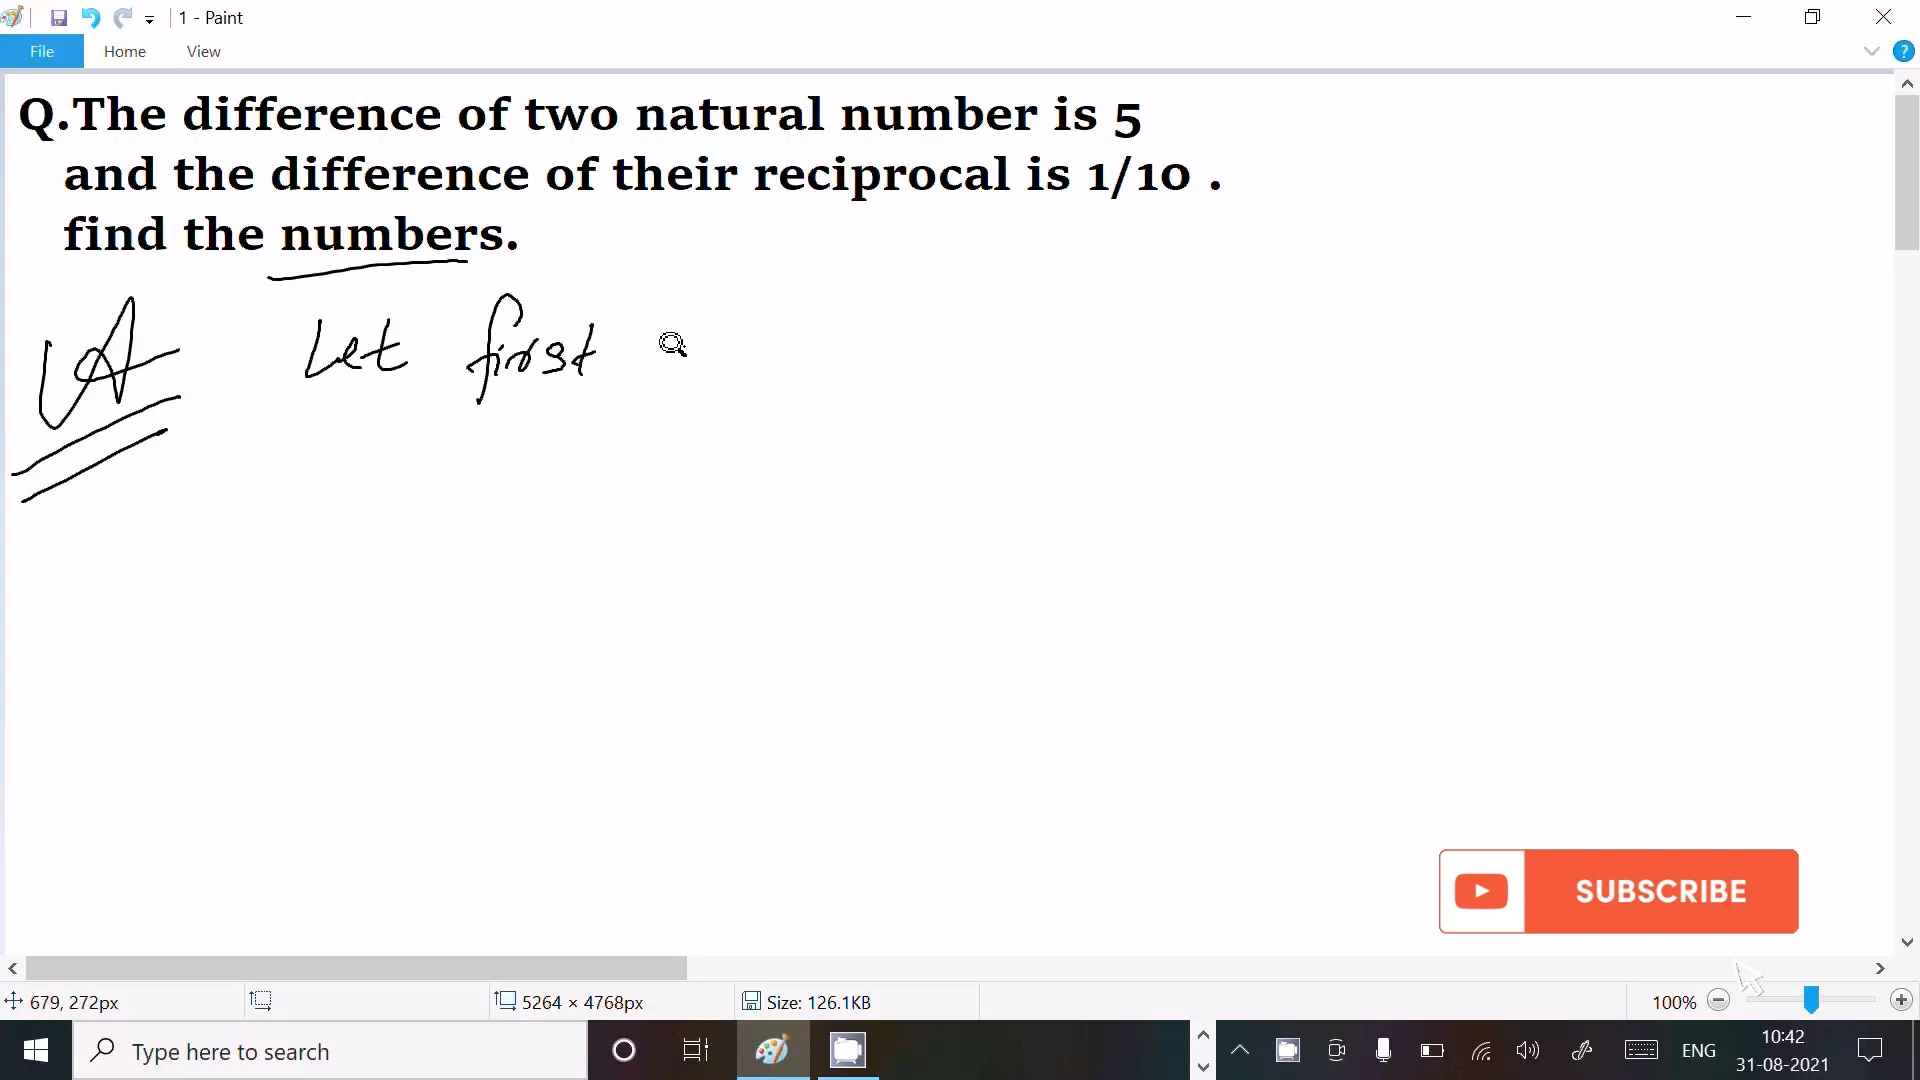 1 - Paint
File Home View
Q.The difference of two natural number is 5
and the difference of their reciprocal is 1/10 .
find the numbers.
Let first
SUBSCRIBE
679, 272px 5264 × 4768px Size: 126.1KB 100%
Type here to search ENG 10:42
31-08-2021